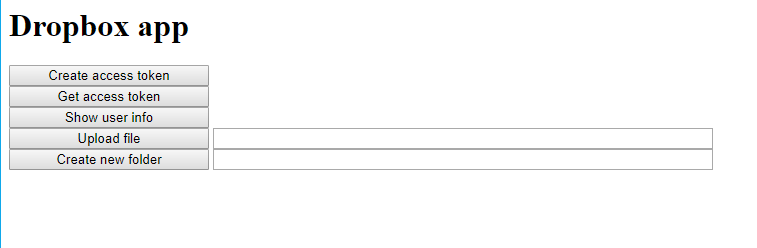 Dropbox app
Create access token
Get access token
Show user info
Upload file
Create new folder